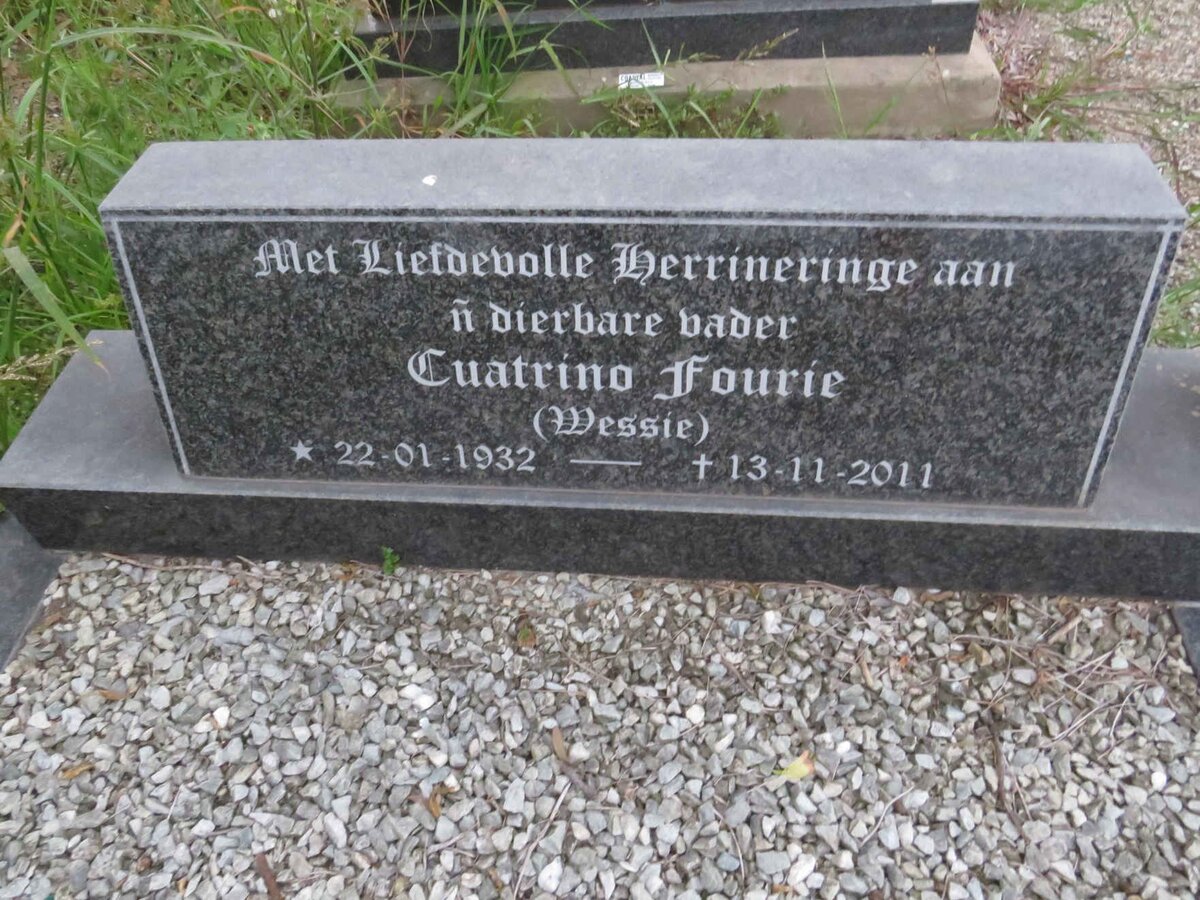 Met Liefdevolle Herrineringe aan
ñ dierbare vader
Cuatrino Fourie
(Wessie)
★ 22-01-1932 — † 13-11-2011